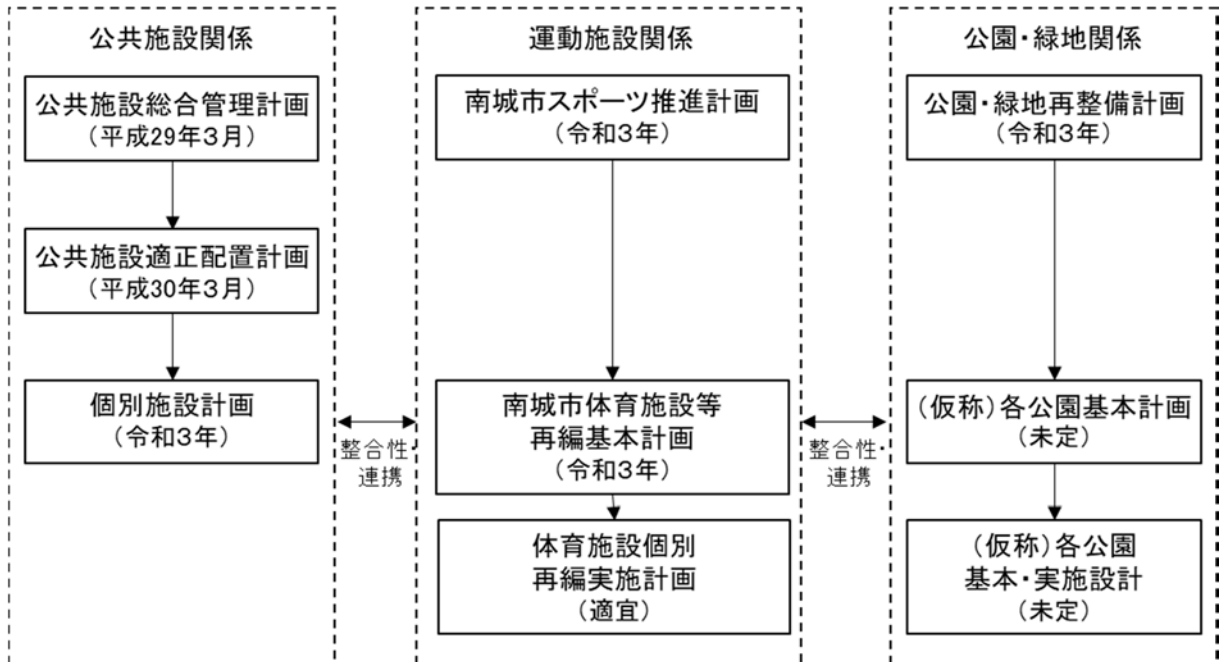 公共施設関係
公共施設総合管理計画
(平成29年3月)
公共施設適正配置計画
(平成30年3月)
個別施設計画
(令和3年)
整合性・
連携
運動施設関係
南城市スポーツ推進計画
(令和3年)
南城市体育施設等
再編基本計画
(令和3年)
体育施設個別
再編実施計画
(適宜)
整合性・
連携
公園・緑地関係
公園・緑地再整備計画
(令和3年)
(仮称)各公園基本計画
(未定)
(仮称)各公園
基本・実施設計
(未定)